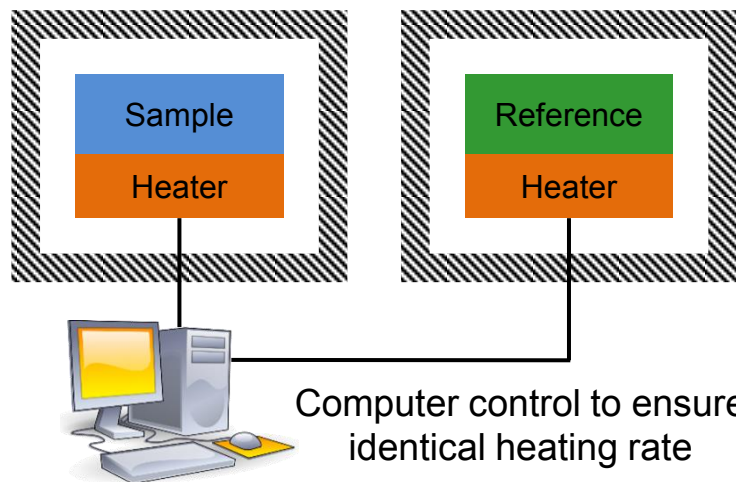 Sample
Reference
Heater
Heater
Computer control to ensure
identical heating rate